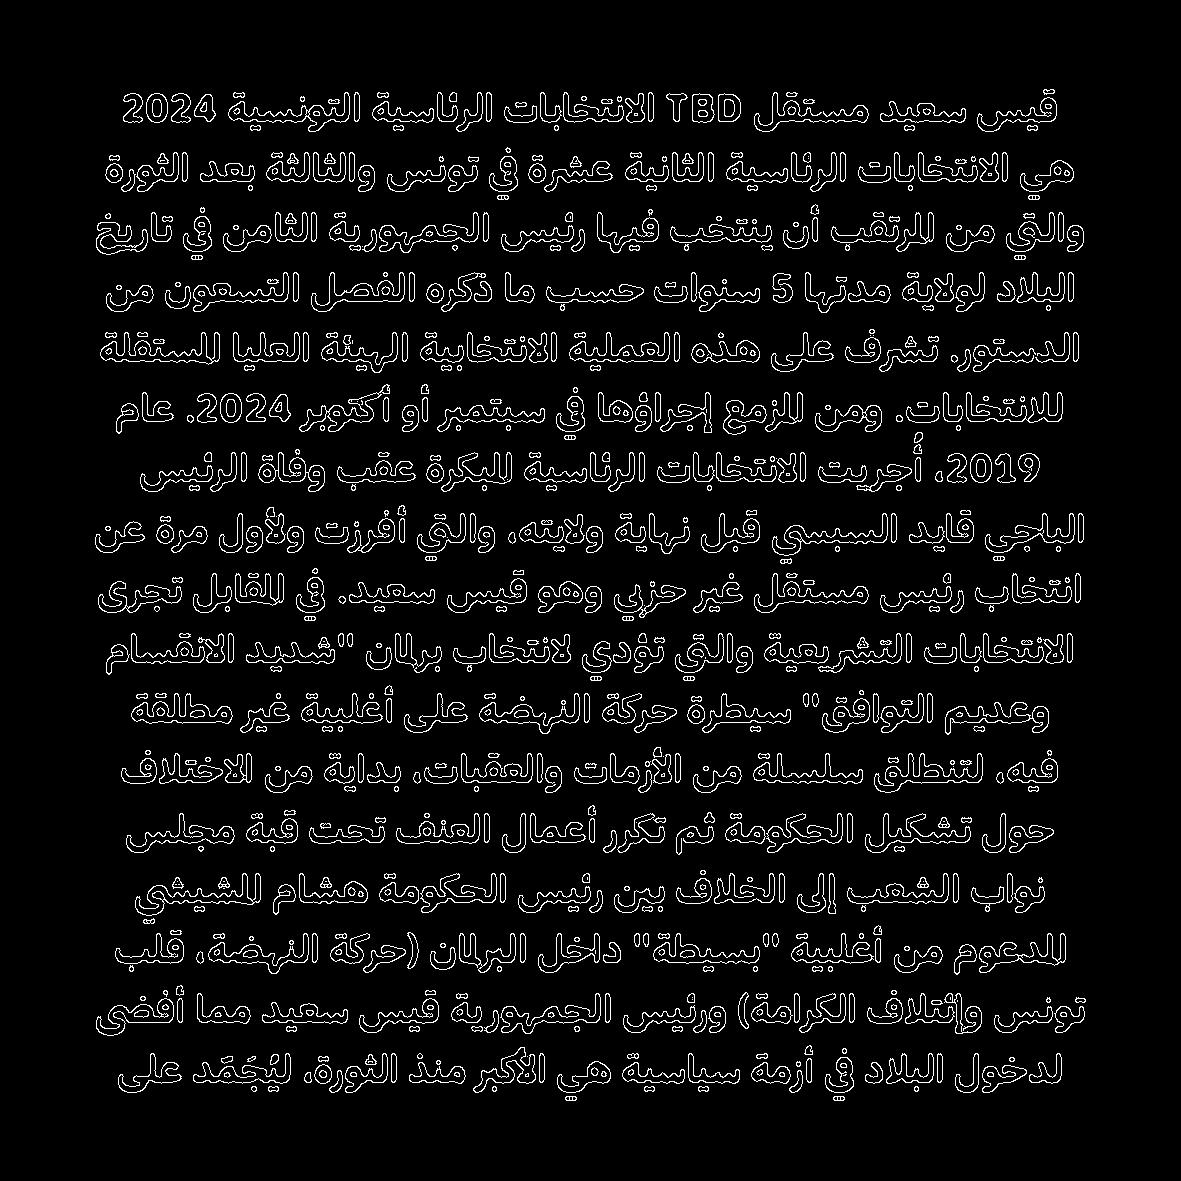 قيس سعيد مستقل TBD الانتخابات الرئاسية التونسية 2024
هي الانتخابات الرئاسية الثانية عشرة في تونس والثالثة بعد الثورة
والتي من المرتقب أن ينتخب فيها رئيس الجمهورية الثامن في تاريخ
البلاد لولاية مدتها 5 سنوات حسب ما ذكره الفصل التسعون من
الدستور. تشرف على هذه العملية الانتخابية الهيئة العليا المستقلة
للانتخابات. ومن المزمع إجراؤها في سبتمبر أو أكتوبر 2024. عام
2019، أُجريت الانتخابات الرئاسية المبكرة عقب وفاة الرئيس
الباجي قايد السبسي قبل نهاية ولايته، والتي أفرزت ولأول مرة عن
انتخاب رئيس مستقل غير حزبي وهو قيس سعيد. في المقابل تجرى
الانتخابات التشريعية والتي تؤدي لانتخاب برلمان "شديد الانقسام
وعديم التوافق" سيطرة حركة النهضة على أغلبية غير مطلقة
فيه، لتنطلق سلسلة من الأزمات والعقبات، بداية من الاختلاف
حول تشكيل الحكومة ثم تكرر أعمال العنف تحت قبة مجلس
نواب الشعب إلى الخلاف بين رئيس الحكومة هشام المشيشي
المدعوم من أغلبية "بسيطة" داخل البرلمان (حركة النهضة، قلب
تونس وإئتلاف الكرامة) ورئيس الجمهورية قيس سعيد مما أفضى
لدخول البلاد في أزمة سياسية هي الأكبر منذ الثورة، ليُجَمَّد على